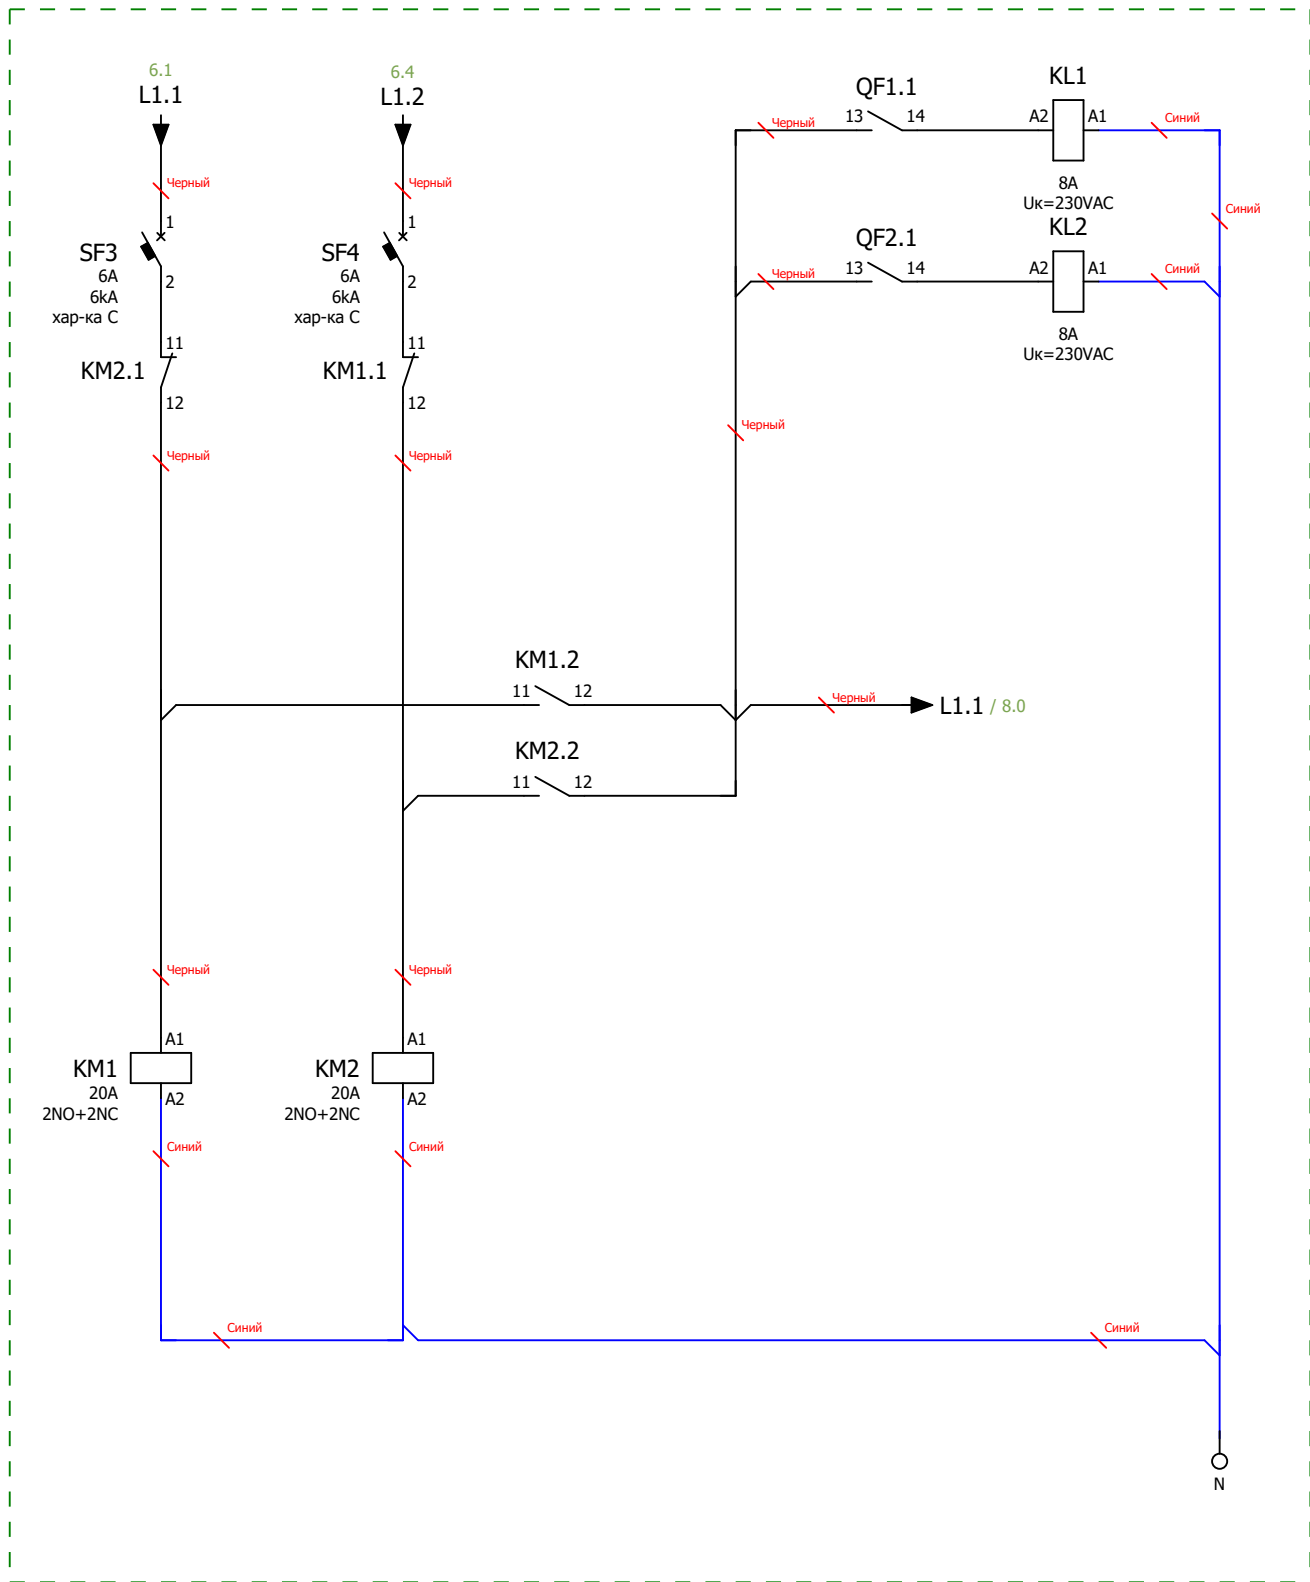 6.1
L1.1
6.4
L1.2
Черный
Черный
1
SF3
6А
6kA
хар-ка С
2
1
SF4
6А
6kA
хар-ка С
2
11
KM2.1
12
11
KM1.1
12
Черный
Черный
QF1.1
13
14
Черный
KL1
A2
A1
8A
Uк=230VAC
Синий
Синий
QF2.1
13
14
Черный
KL2
A2
A1
8A
Uк=230VAC
Синий
Черный
KM1.2
11
12
Черный
L1.1 / 8.0
KM2.2
11
12
Черный
Черный
A1
KM1
20A
2NO+2NC
A2
A1
KM2
20A
2NO+2NC
A2
Синий
Синий
Синий
Синий
N